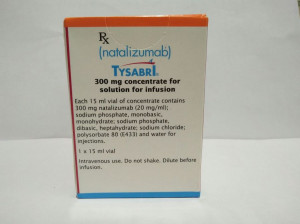 Rx
(natalizumab)
TYSABRI®
300 mg concentrate for
solution for infusion
Each 15 ml vial of concentrate contains
300 mg natalizumab (20 mg/ml);
sodium phosphate, monobasic,
monohydrate; sodium phosphate,
dibasic, heptahydrate; sodium chloride;
polysorbate 80 (E433) and water for
injections.
1 x 15 ml vial
Intravenous use. Do not shake. Dilute before
infusion.